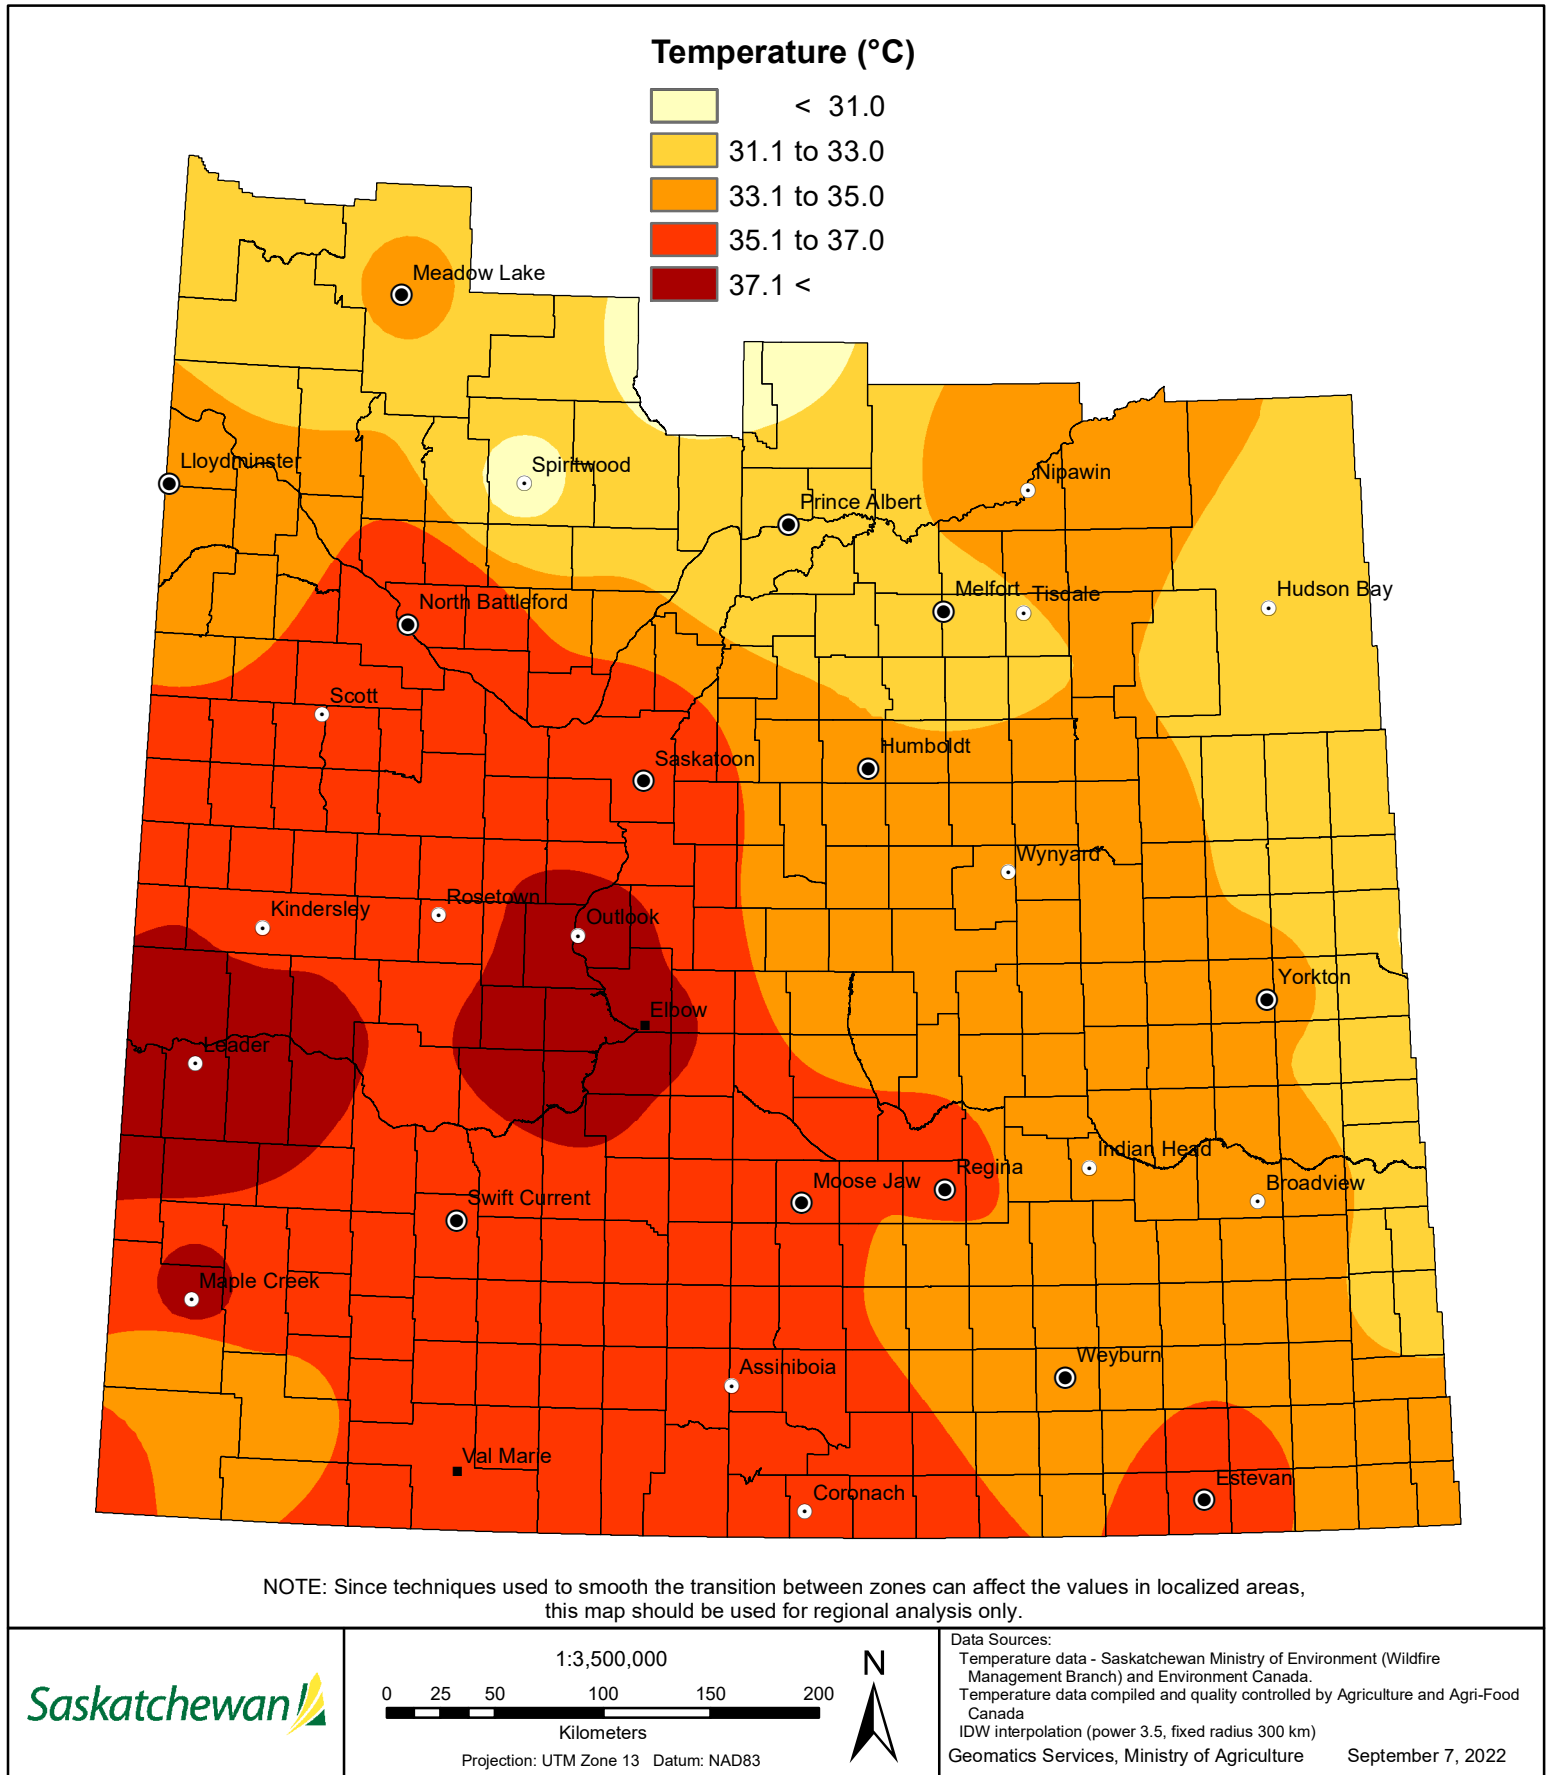 Temperature (°C)
< 31.0
31.1 to 33.0
33.1 to 35.0
35.1 to 37.0
37.1 <
Meadow Lake
Lloydminster
Spiritwood
Nipawin
Prince Albert
North Battleford
Melfort
Tisdale
Hudson Bay
Scott
Saskatoon
Humboldt
Wynyard
Kindersley
Rosetown
Outlook
Yorkton
Elbow
Leader
Indian Head
Regina
Moose Jaw
Broadview
Swift Current
Maple Creek
Assiniboia
Weyburn
Val Marie
Coronach
Estevan
NOTE: Since techniques used to smooth the transition between zones can affect the values in localized areas,
this map should be used for regional analysis only.
Saskatchewan
1:3,500,000
0 25 50 100 150 200
Kilometers
Projection: UTM Zone 13 Datum: NAD83
N
Data Sources:
Temperature data - Saskatchewan Ministry of Environment (Wildfire
Management Branch) and Environment Canada.
Temperature data compiled and quality controlled by Agriculture and Agri-Food
Canada
IDW interpolation (power 3.5, fixed radius 300 km)
Geomatics Services, Ministry of Agriculture September 7, 2022